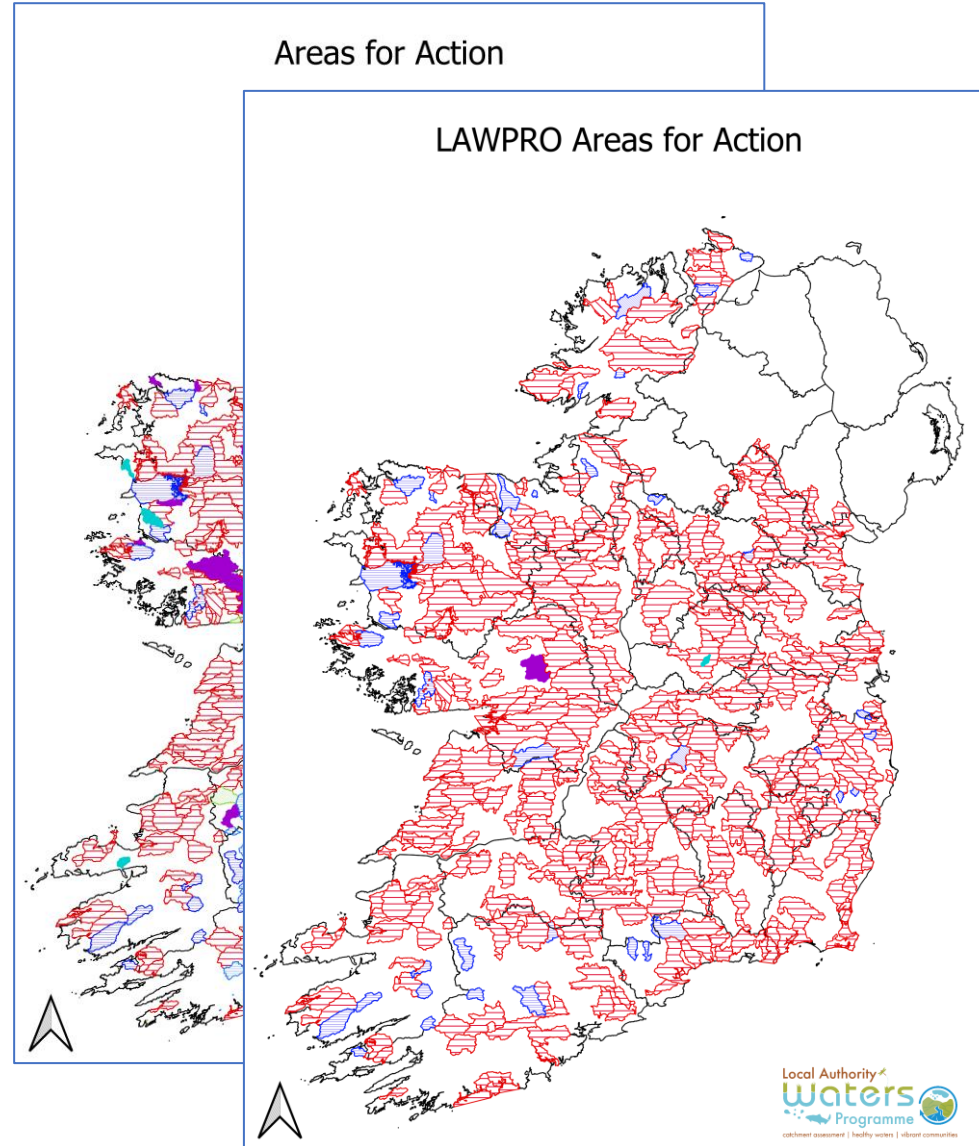 Areas for Action
LAWPRO Areas for Action
Local Authority
Waters
Programme
catchment assessment | healthy waters | vibrant communities